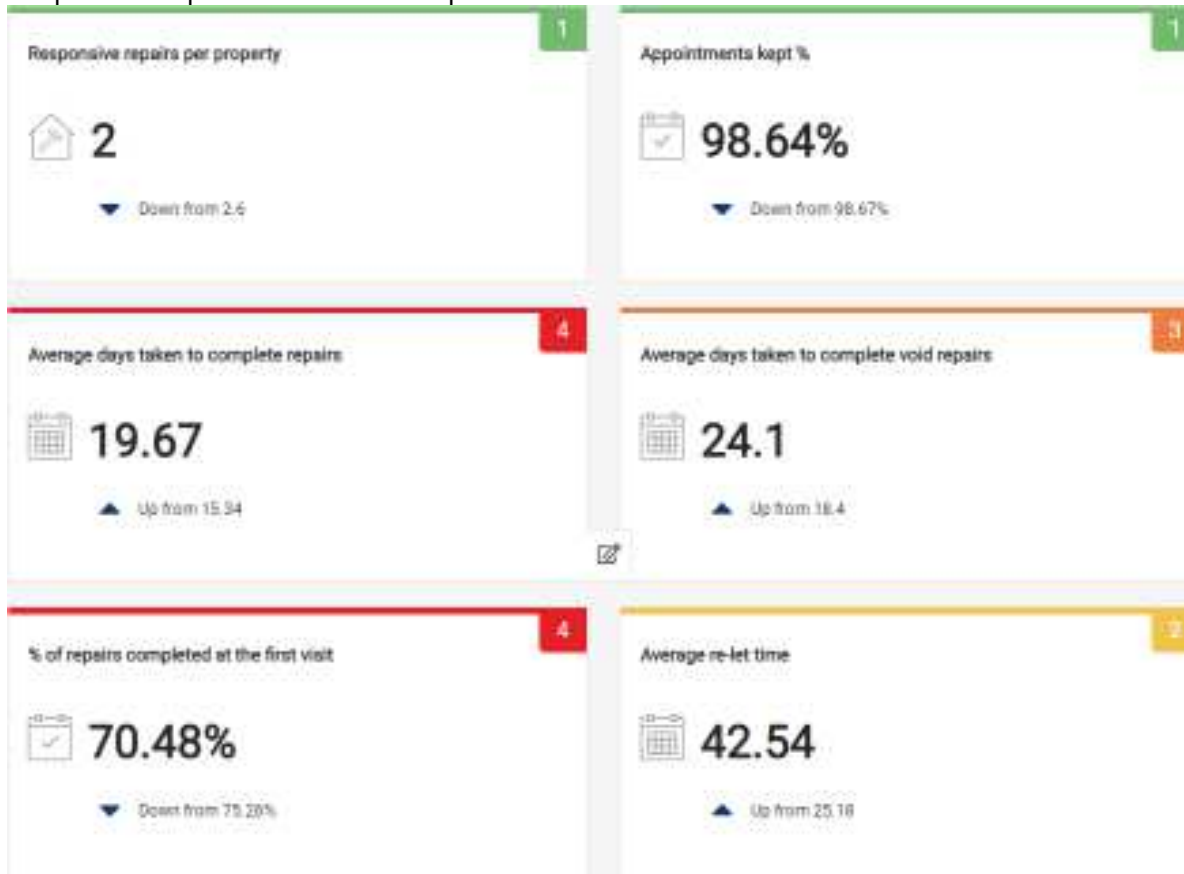 1
Responsive repairs per property
2
Down from 2.6
1
Appointments kept %
98.64%
Down from 98.67%
4
Average days taken to complete repairs
19.67
Up from 15.34
3
Average days taken to complete void repairs
24.1
Up from 18.4
4
% of repairs completed at the first visit
70.48%
Down from 75.28%
2
Average re-let time
42.54
Up from 25.18